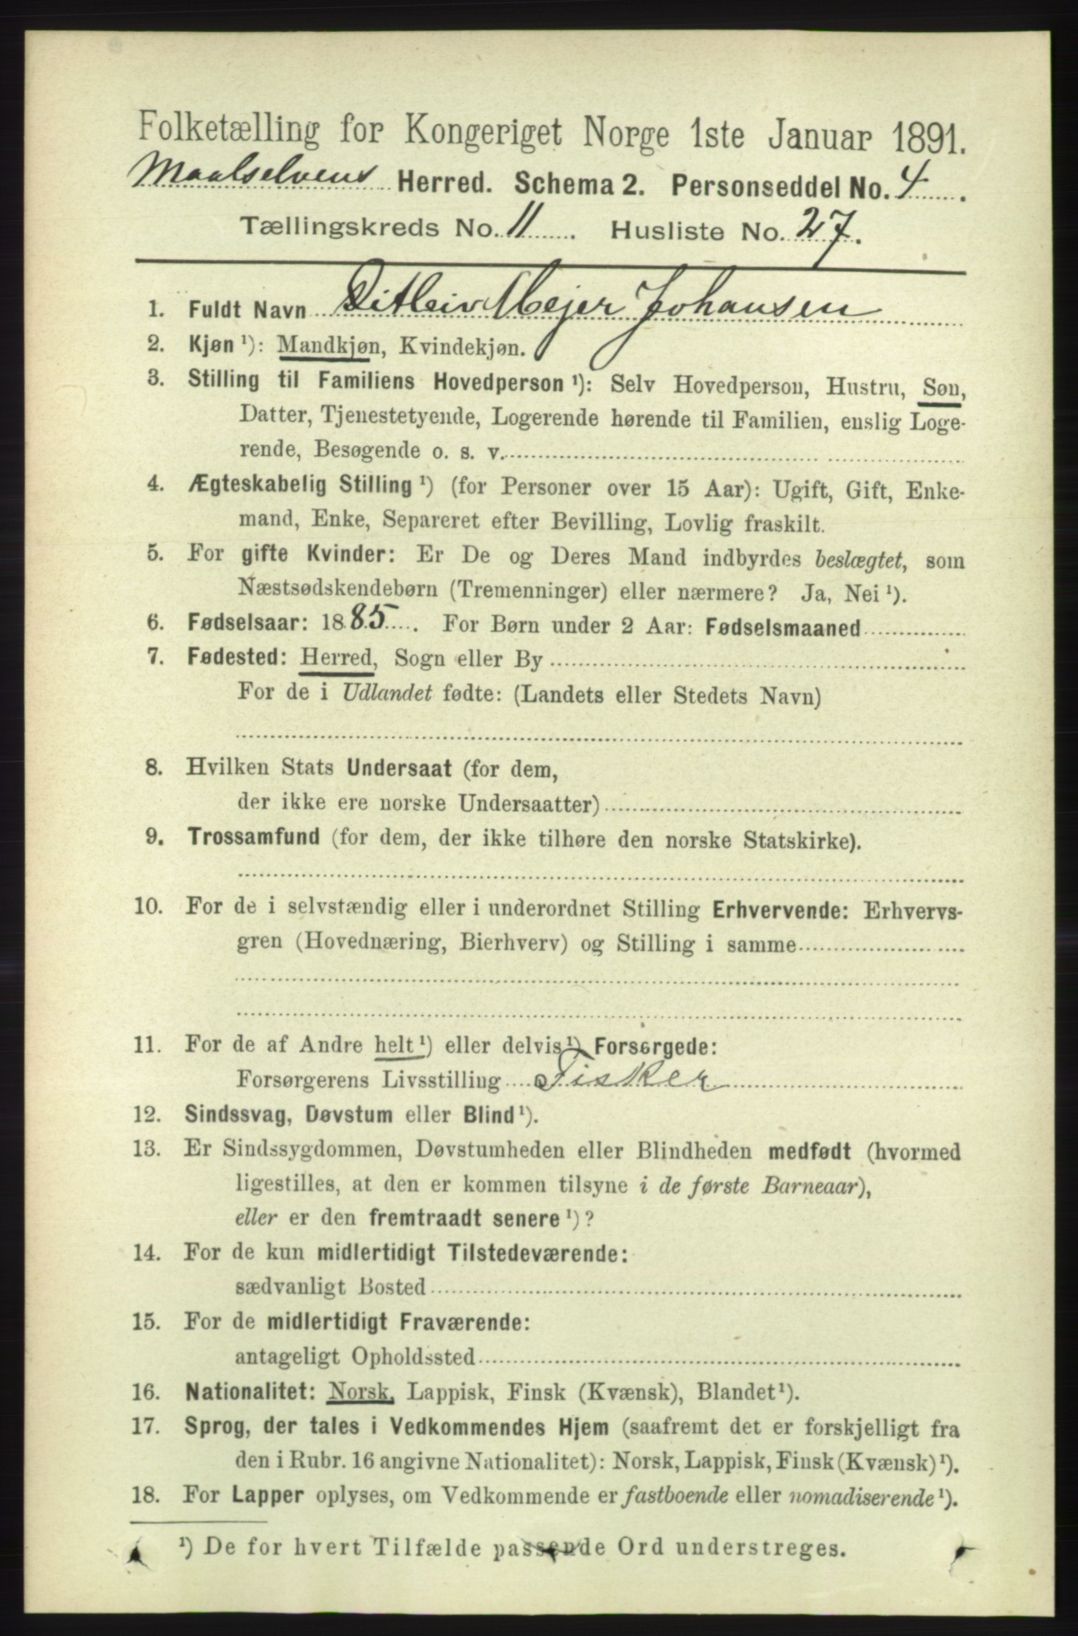 Folketælling for Kongeriget Norge 1ste Januar 1891.
Maalselvens Herred. Schema 2. Personseddel No. 4.
Tællingskreds No. 11. Husliste No. 27.
1. Fuldt Navn Ditleiv Mejer Johansen
2. Kjøn ¹): Mandkjøn, Kvindekjøn.
3. Stilling til Familiens Hovedperson ¹): Selv Hovedperson, Hustru, Søn,
Datter, Tjenestetyende, Logerende hørende til Familien, enslig Loge-
rende, Besøgende o. s. v.
4. Ægteskabelig Stilling ¹) (for Personer over 15 Aar): Ugift, Gift, Enke-
mand, Enke, Separeret efter Bevilling, Lovlig fraskilt.
5. For gifte Kvinder: Er De og Deres Mand indbyrdes beslægtet, som
Næstsødskendebørn (Tremenninger) eller nærmere? Ja, Nei ¹).
6. Fødselsaar: 1885. For Børn under 2 Aar: Fødselsmaaned
7. Fødested: Herred, Sogn eller By
For de i Udlandet fødte: (Landets eller Stedets Navn)
8. Hvilken Stats Undersaat (for dem,
der ikke ere norske Undersaatter)
9. Trossamfund (for dem, der ikke tilhøre den norske Statskirke).
10. For de i selvstændig eller i underordnet Stilling Erhvervende: Erhvervs-
gren (Hovednæring, Bierhverv) og Stilling i samme
11. For de af Andre helt ¹) eller delvis ¹) Forsørgede:
Forsørgerens Livsstilling Fisker
12. Sindssvag, Døvstum eller Blind ¹).
13. Er Sindssygdommen, Døvstumheden eller Blindheden medfødt (hvormed
ligestilles, at den er kommen tilsyne i de første Barneaar),
eller er den fremtraadt senere ¹)?
14. For de kun midlertidigt Tilstedeværende:
sædvanligt Bosted
15. For de midlertidigt Fraværende:
antageligt Opholdssted
16. Nationalitet: Norsk, Lappisk, Finsk (Kvænsk), Blandet ¹).
17. Sprog, der tales i Vedkommendes Hjem (saafremt det er forskjelligt fra
den i Rubr. 16 angivne Nationalitet): Norsk, Lappisk, Finsk (Kvænsk) ¹).
18. For Lapper oplyses, om Vedkommende er fastboende eller nomadiserende ¹).
¹) De for hvert Tilfælde passende Ord understreges.